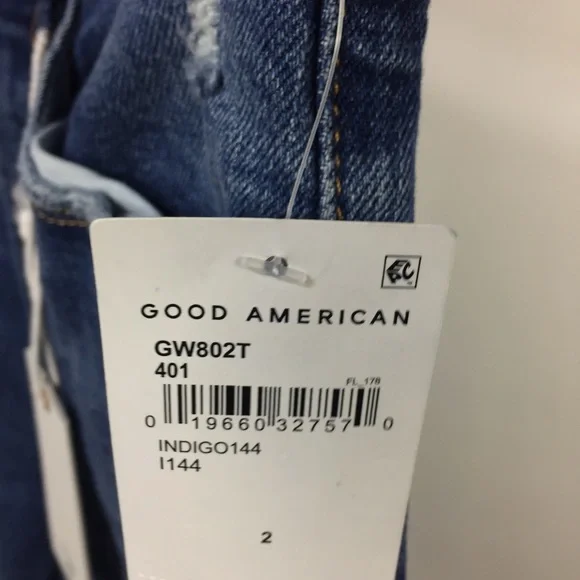 GOOD AMERICAN
GW802T
401
FL_178
0 19660 32757 0
INDIGO144
I144
2